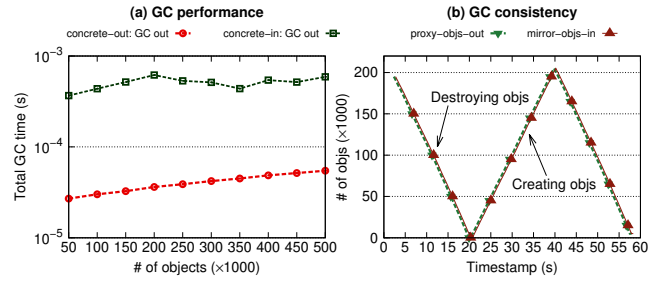 (a) GC performance
concrete-out: GC out
concrete-in: GC out
10⁻³
10⁻⁴
10⁻⁵
Total GC time (s)
50 100 150 200 250 300 350 400 450 500
# of objects (×1000)
(b) GC consistency
proxy-objs-out
mirror-objs-in
200
150
100
50
0
# of objs (×1000)
Destroying objs
Creating objs
0 5 10 15 20 25 30 35 40 45 50 55 60
Timestamp (s)